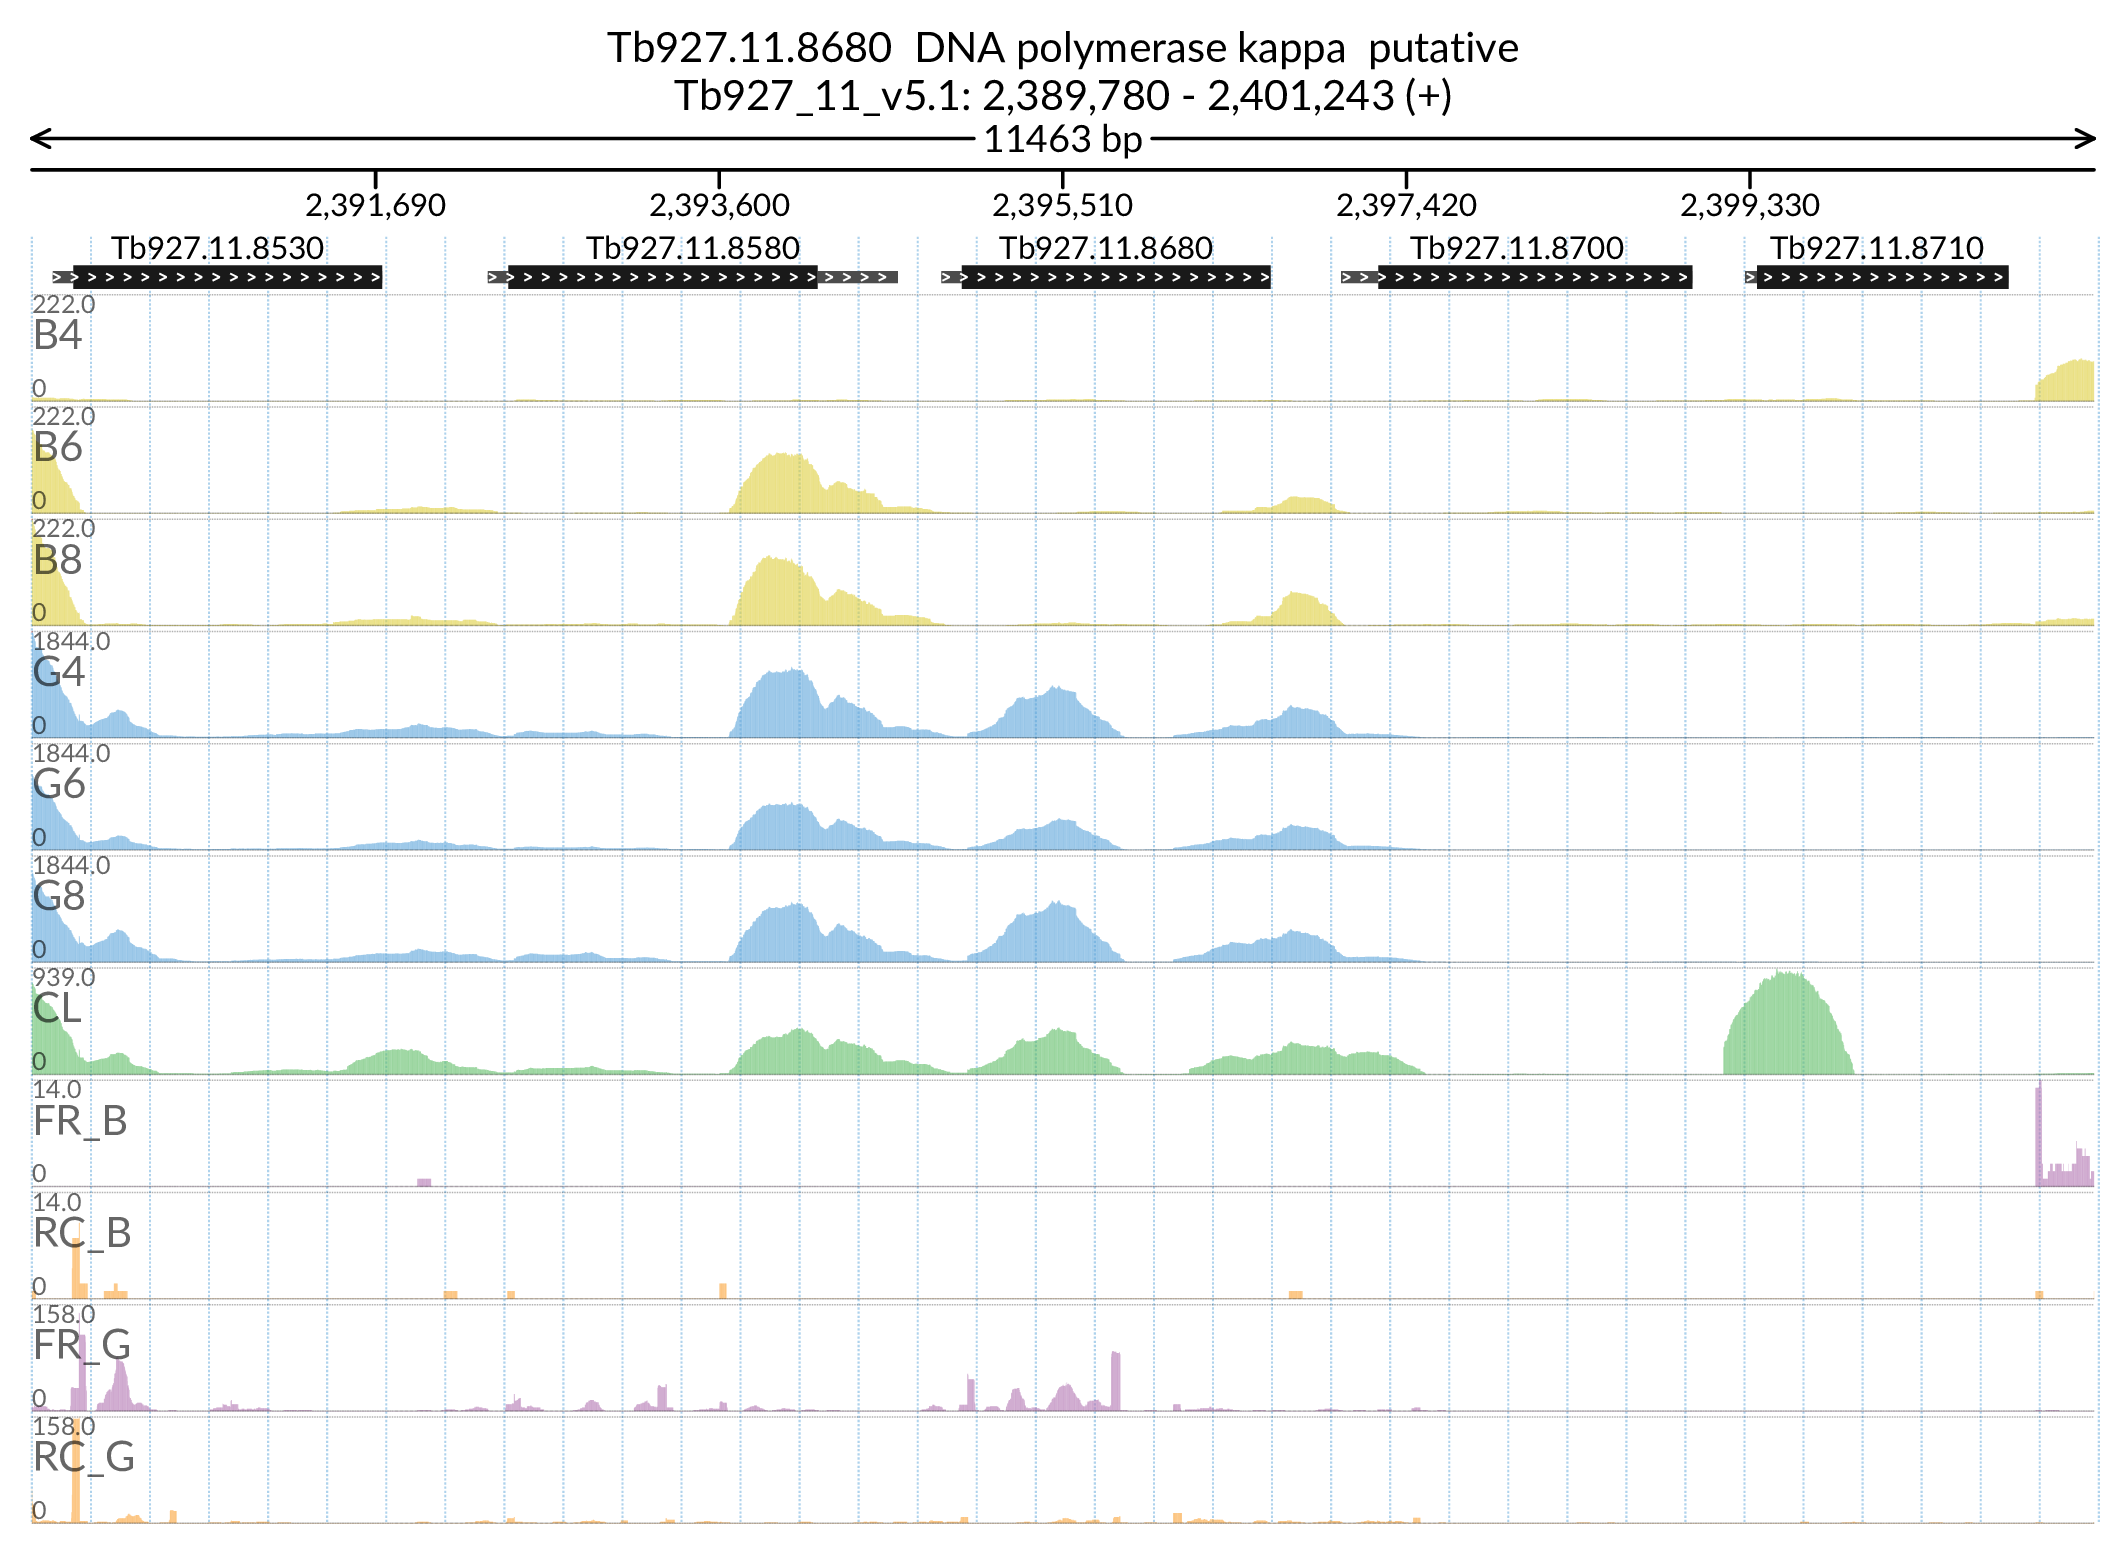 Tb927.11.8680  DNA polymerase kappa  putative
Tb927_11_v5.1: 2,389,780 - 2,401,243 (+)
11463 bp
2,391,690 2,393,600 2,395,510 2,397,420 2,399,330
Tb927.11.8530 Tb927.11.8580 Tb927.11.8680 Tb927.11.8700 Tb927.11.8710
222.0
B4
0
222.0
B6
0
222.0
B8
0
1844.0
G4
0
1844.0
G6
0
1844.0
G8
0
939.0
CL
0
14.0
FR_B
0
14.0
RC_B
0
158.0
FR_G
0
158.0
RC_G
0